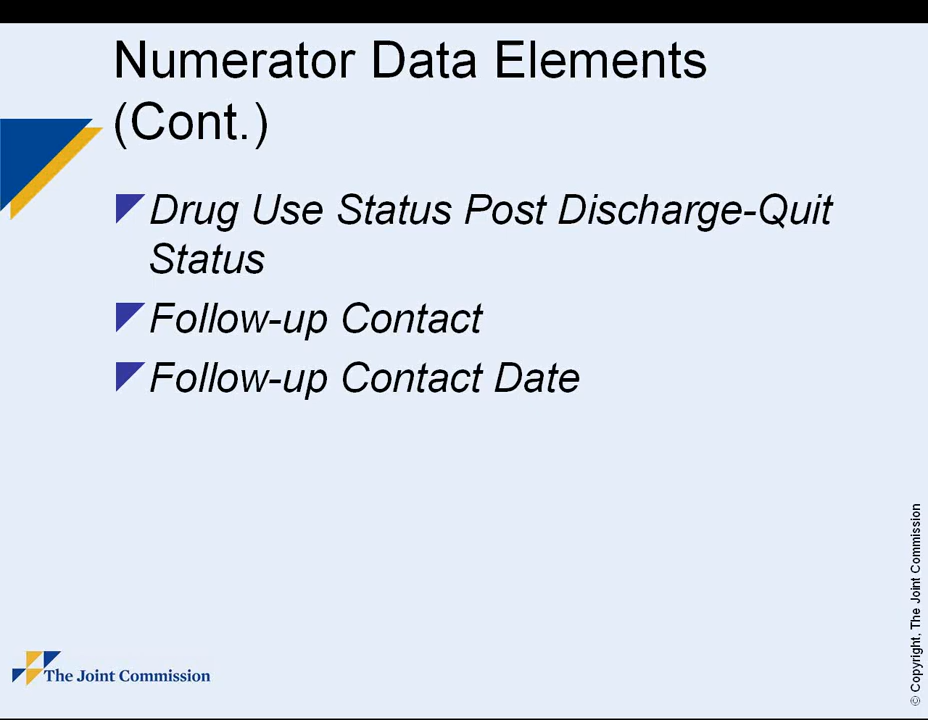 Numerator Data Elements
(Cont.)
Drug Use Status Post Discharge-Quit
Status
Follow-up Contact
Follow-up Contact Date
© Copyright, The Joint Commission
The Joint Commission